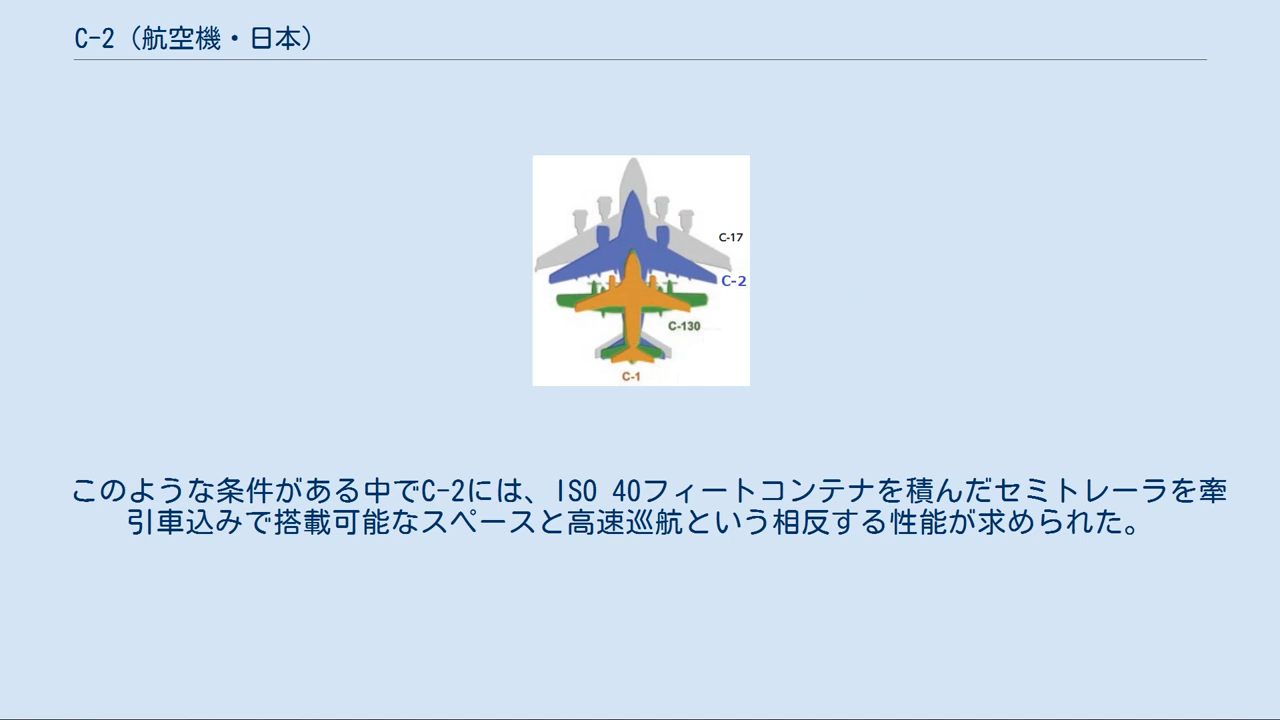 C-2（航空機・日本）
C-17
C-2
C-130
C-1
このような条件がある中でC-2には、ISO 40フィートコンテナを積んだセミトレーラを牽
引車込みで搭載可能なスペースと高速巡航という相反する性能が求められた。